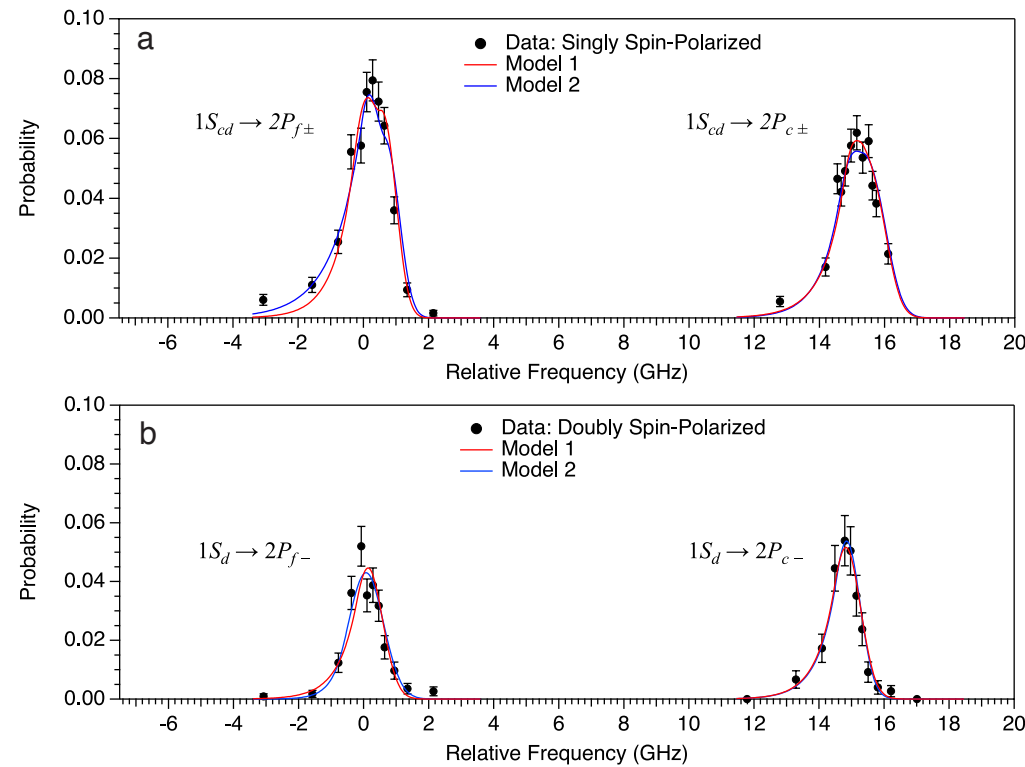 a
Data: Singly Spin-Polarized
Model 1
Model 2
1S_cd → 2P_f±
1S_cd → 2P_c±
Probability
0.10
0.08
0.06
0.04
0.02
0.00
-6 -4 -2 0 2 4 6 8 10 12 14 16 18 20
Relative Frequency (GHz)
b
Data: Doubly Spin-Polarized
Model 1
Model 2
1S_d → 2P_f−
1S_d → 2P_c−
Probability
0.10
0.08
0.06
0.04
0.02
0.00
-6 -4 -2 0 2 4 6 8 10 12 14 16 18 20
Relative Frequency (GHz)